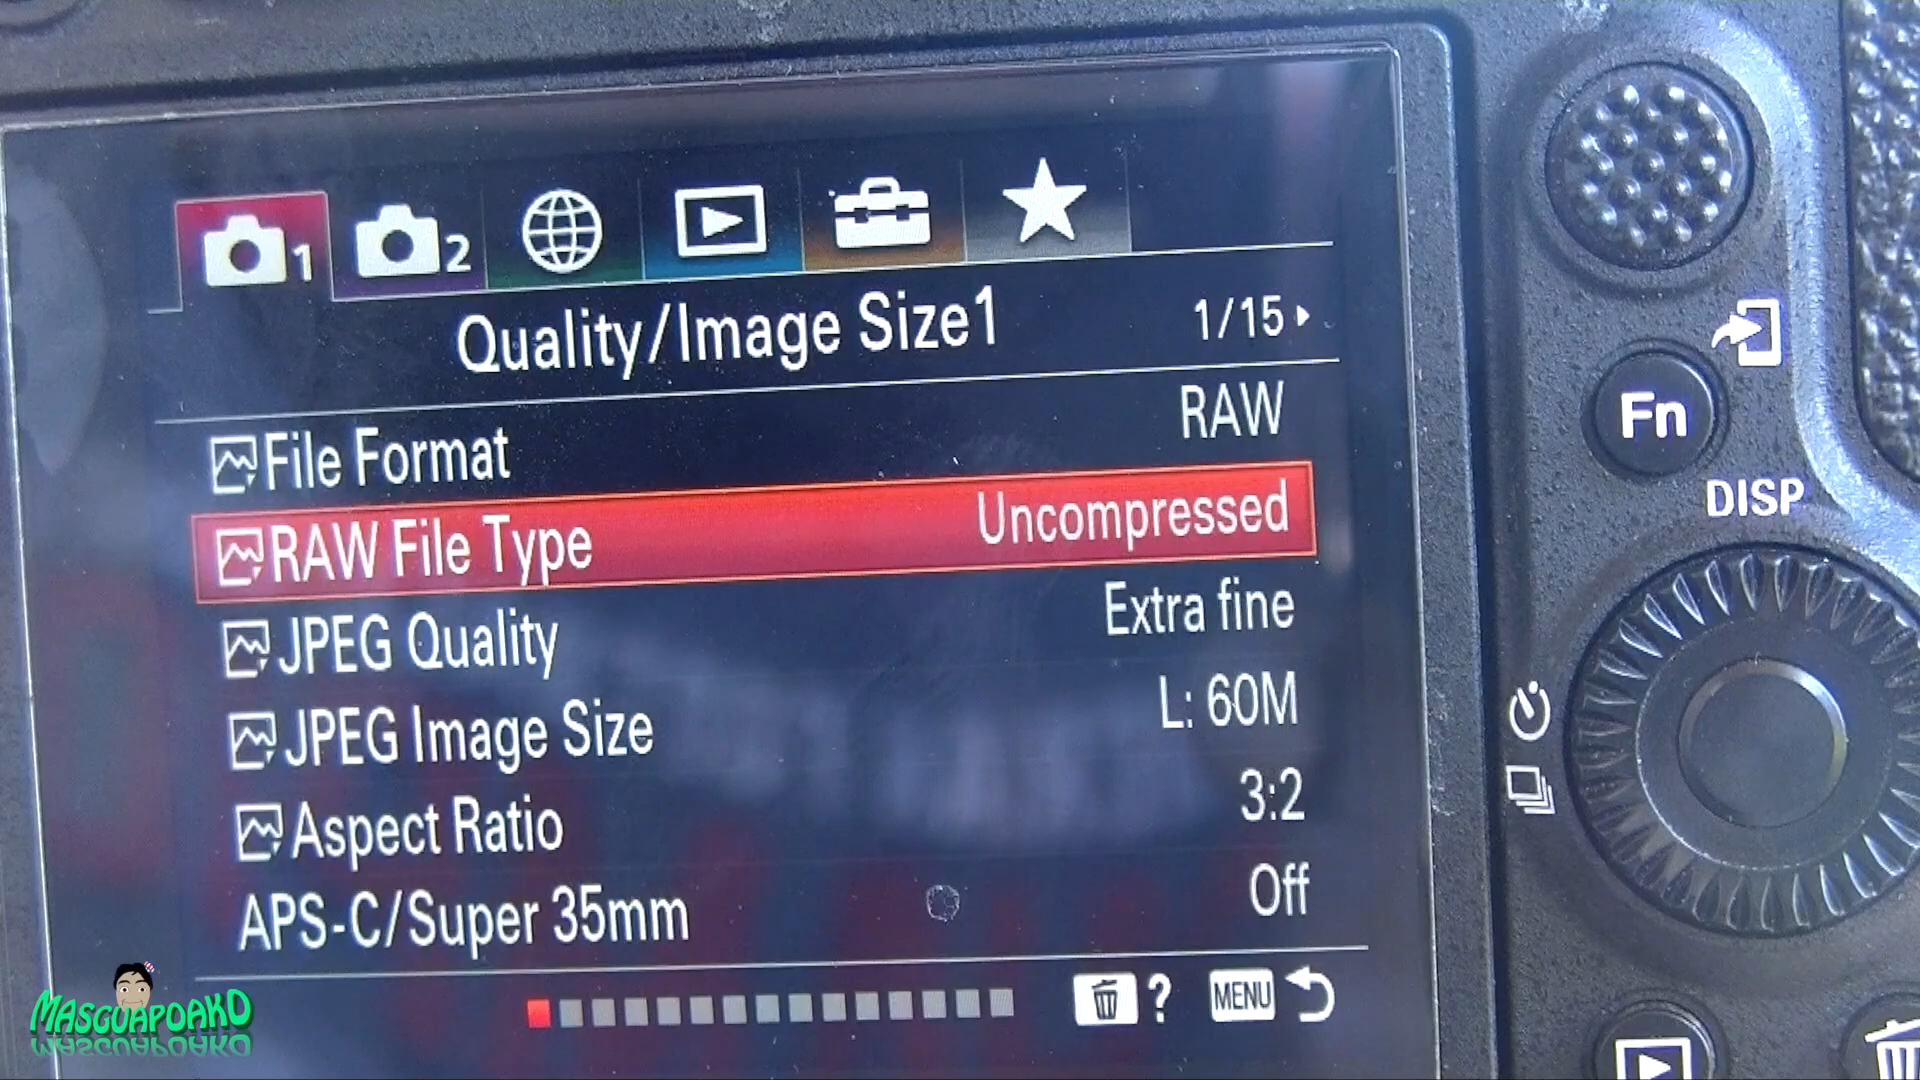 1 2
Quality/Image Size1 1/15
File Format RAW
RAW File Type Uncompressed
JPEG Quality Extra fine
JPEG Image Size L: 60M
Aspect Ratio 3:2
APS-C/Super 35mm Off
? MENU
Fn
DISP
MASGUAPOAKO